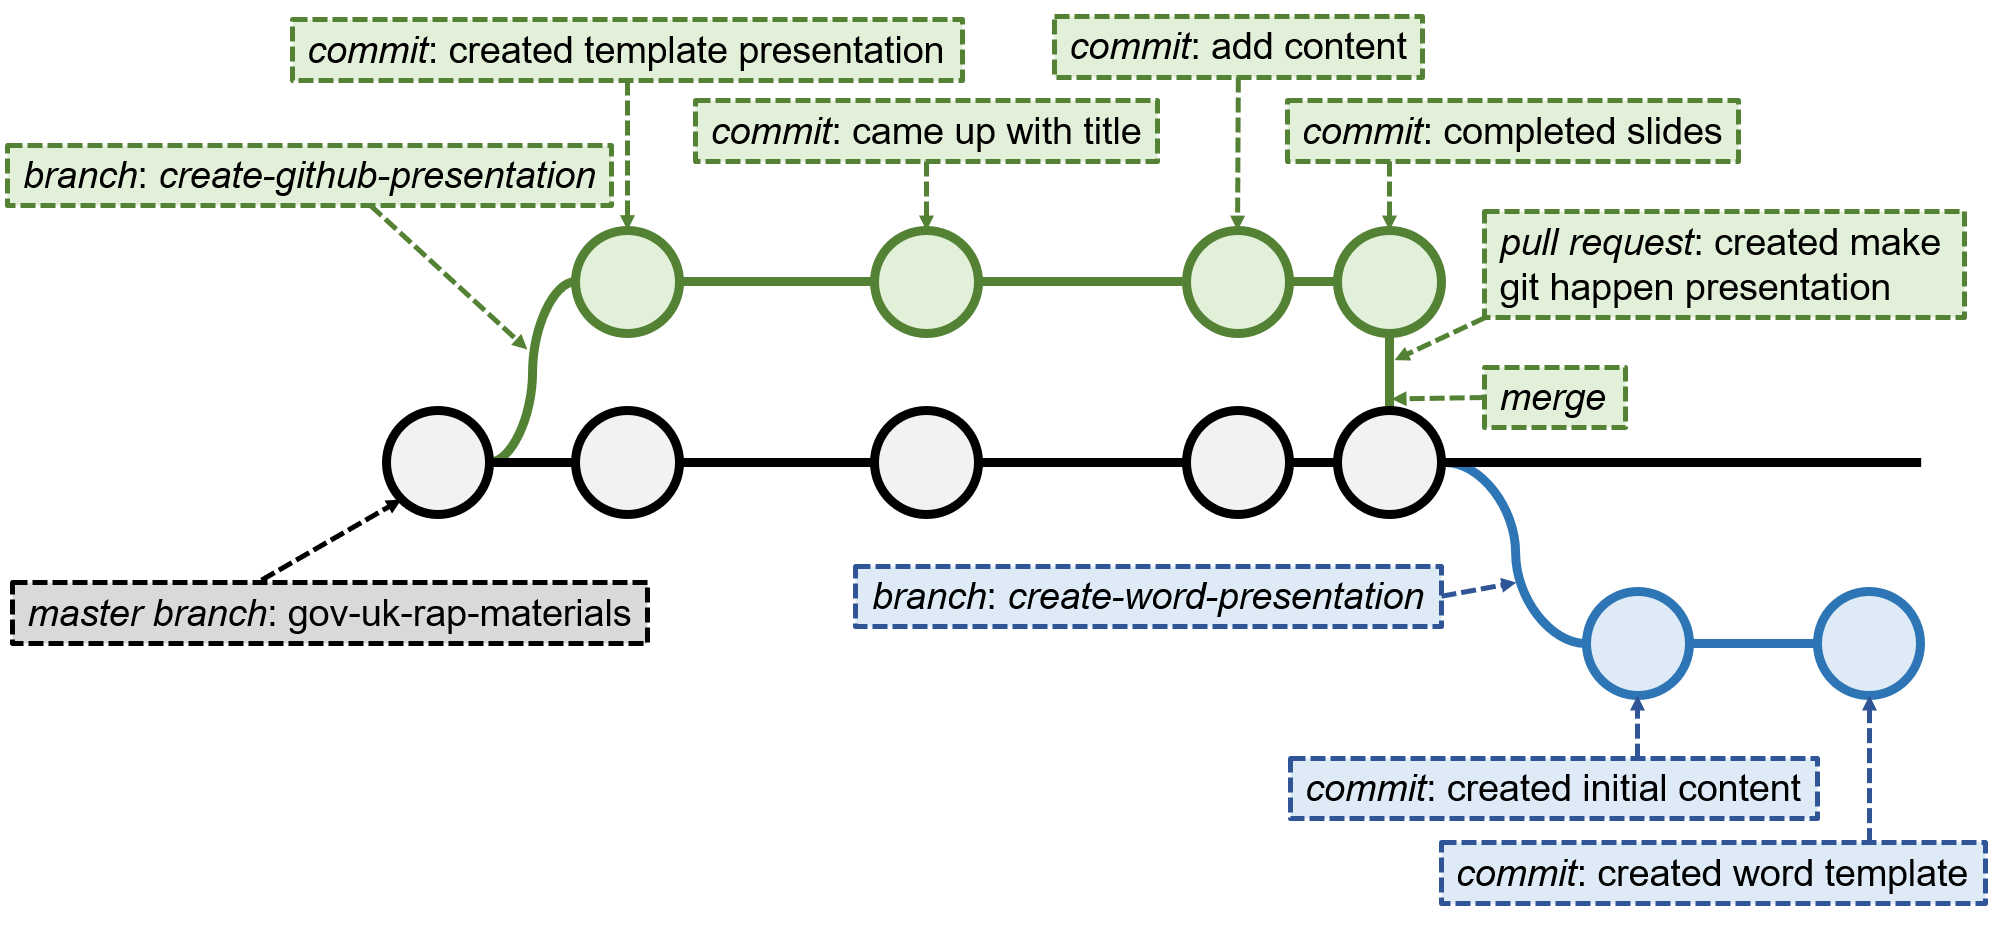 commit: created template presentation
commit: add content
commit: came up with title
commit: completed slides
branch: create-github-presentation
pull request: created make
git happen presentation
merge
master branch: gov-uk-rap-materials
branch: create-word-presentation
commit: created initial content
commit: created word template